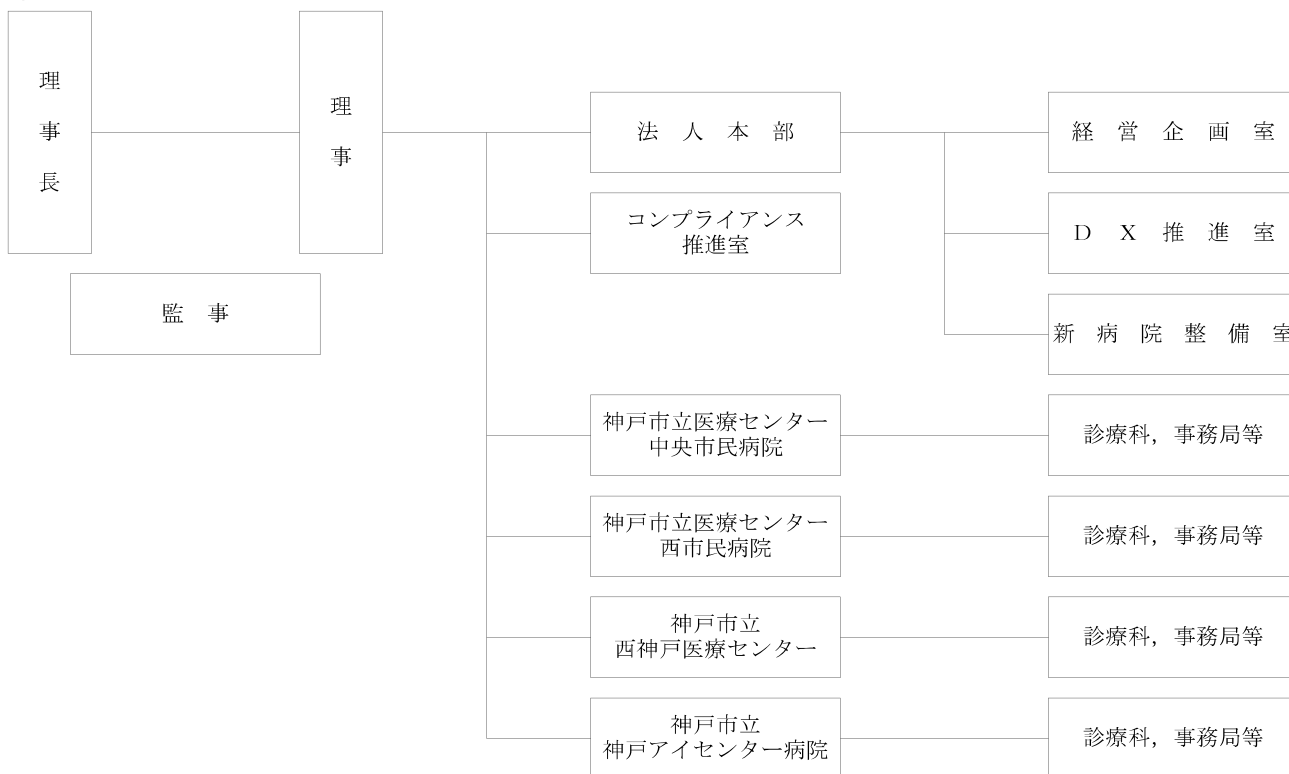 理事長
理事
監事
法人本部
コンプライアンス
推進室
神戸市立医療センター
中央市民病院
神戸市立医療センター
西市民病院
神戸市立
西神戸医療センター
神戸市立
神戸アイセンター病院
経営企画室
DX推進室
新病院整備室
診療科，事務局等
診療科，事務局等
診療科，事務局等
診療科，事務局等